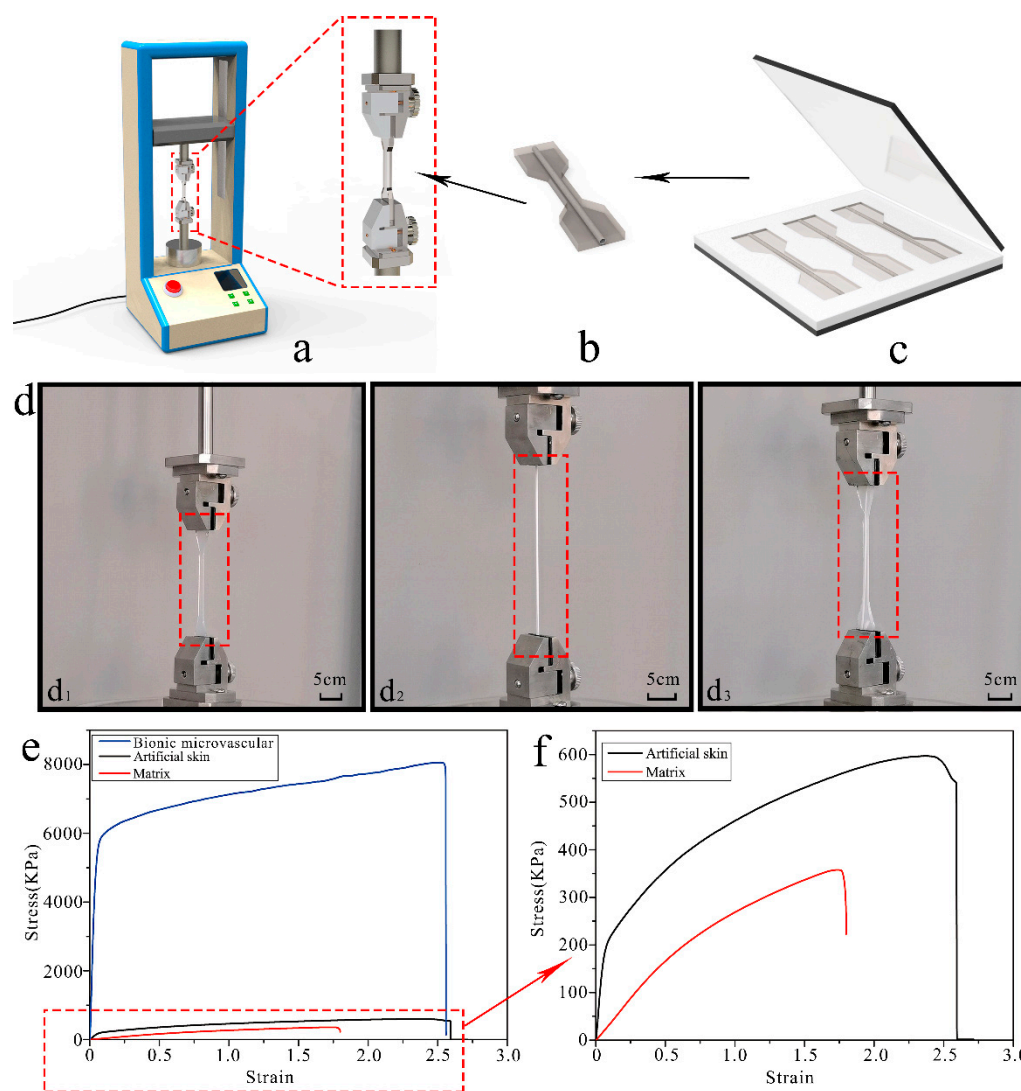 a
b
c
d
d1
5cm
d2
5cm
d3
5cm
e
Bionic microvascular
Artificial skin
Matrix
8000
6000
4000
2000
0
Stress(KPa)
0
0.5
1.0
1.5
2.0
2.5
3.0
Strain
f
Artificial skin
Matrix
600
500
400
300
200
100
0
Stress(KPa)
0
0.5
1.0
1.5
2.0
2.5
3.0
Strain